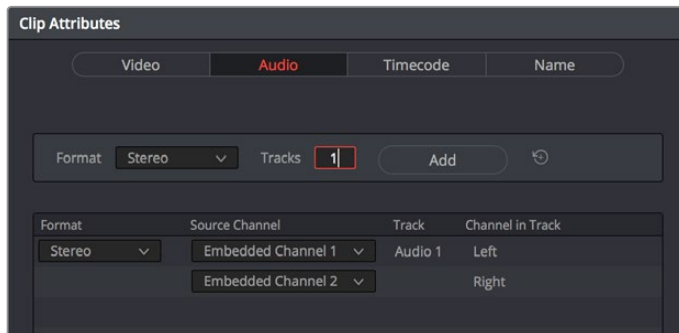 Clip Attributes
Video Audio Timecode Name
Format Stereo Tracks 1 Add
Format Source Channel Track Channel in Track
Stereo Embedded Channel 1 Audio 1 Left
Embedded Channel 2 Right